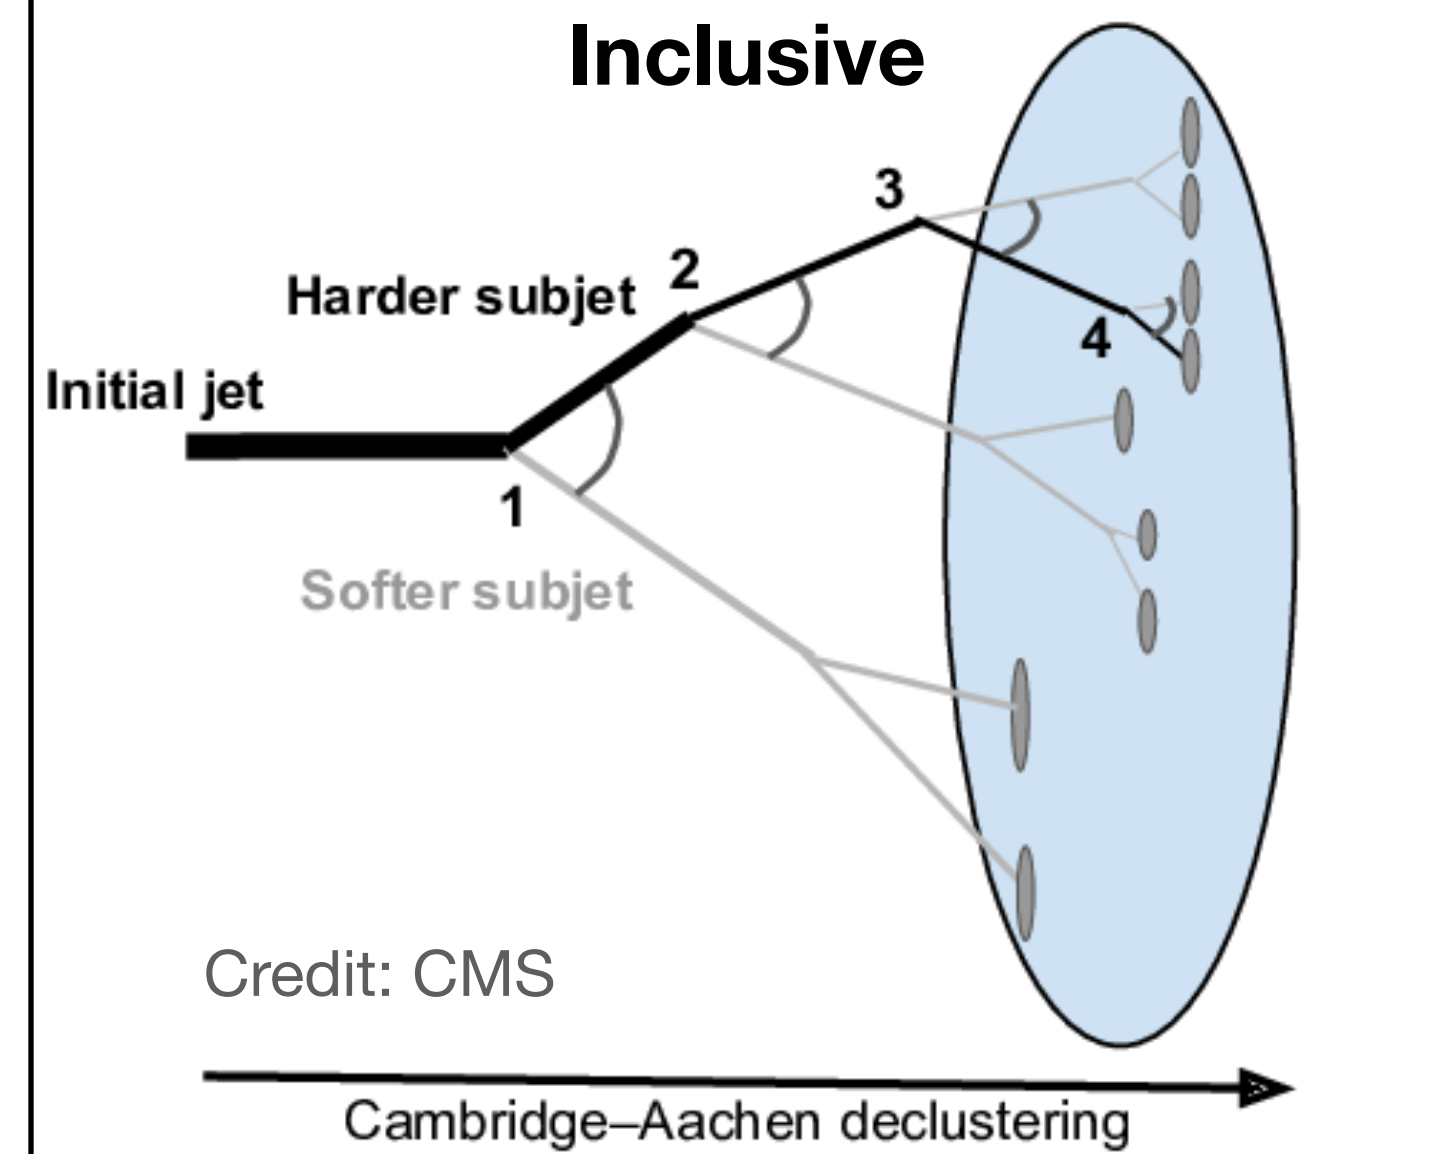 Inclusive
3
2
Harder subjet
4
Initial jet
1
Softer subjet
Credit: CMS
Cambridge–Aachen declustering